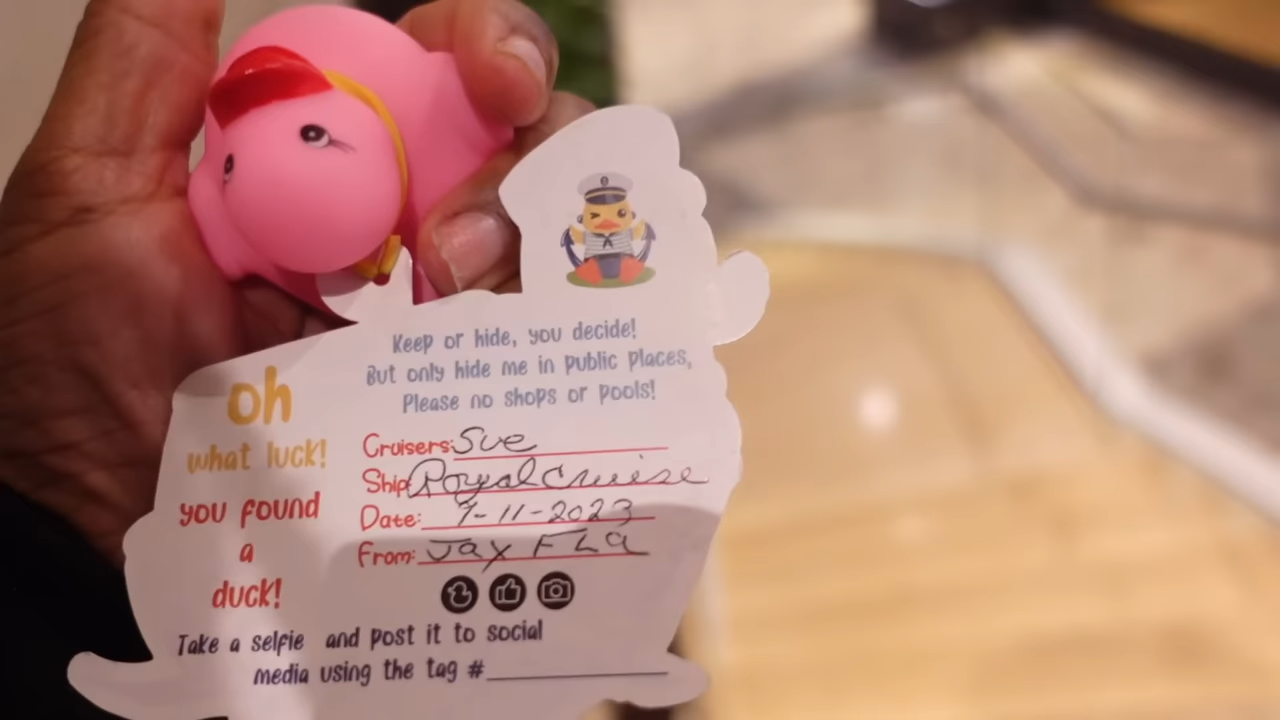 Keep or hide, you decide!
But only hide me in public places,
Please no shops or pools!
oh
what luck!
you found
a
duck!
Cruisers: Sue
Ship: Royal Cruise
Date: 7-11-2023
From: Jax FLa
Take a selfie and post it to social
media using the tag #